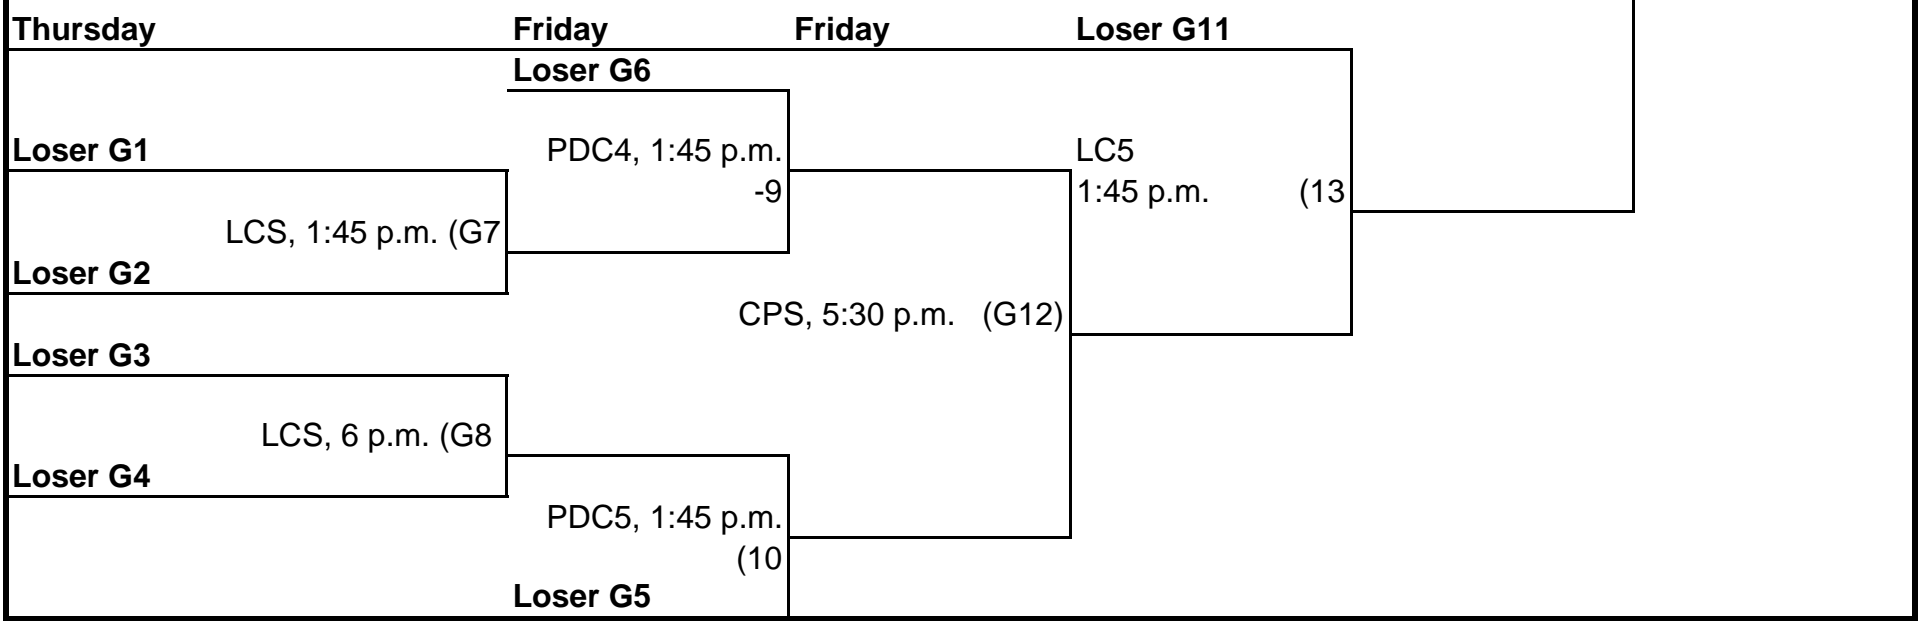 Thursday Friday Friday Loser G11
Loser G6
Loser G1 PDC4, 1:45 p.m. LC5
-9 1:45 p.m. (13
LCS, 1:45 p.m. (G7
Loser G2
CPS, 5:30 p.m. (G12)
Loser G3
LCS, 6 p.m. (G8
Loser G4
PDC5, 1:45 p.m.
(10
Loser G5